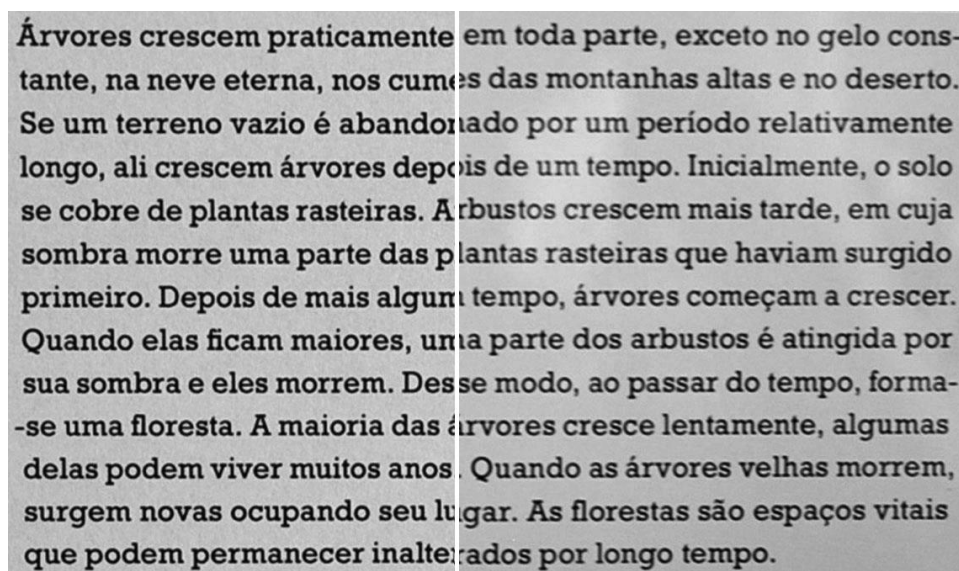 Árvores crescem praticamente em toda parte, exceto no gelo cons-
tante, na neve eterna, nos cumes das montanhas altas e no deserto.
Se um terreno vazio é abandonado por um período relativamente
longo, ali crescem árvores depois de um tempo. Inicialmente, o solo
se cobre de plantas rasteiras. Arbustos crescem mais tarde, em cuja
sombra morre uma parte das plantas rasteiras que haviam surgido
primeiro. Depois de mais algum tempo, árvores começam a crescer.
Quando elas ficam maiores, uma parte dos arbustos é atingida por
sua sombra e eles morrem. Desse modo, ao passar do tempo, forma-
-se uma floresta. A maioria das árvores cresce lentamente, algumas
delas podem viver muitos anos. Quando as árvores velhas morrem,
surgem novas ocupando seu lugar. As florestas são espaços vitais
que podem permanecer inalterados por longo tempo.